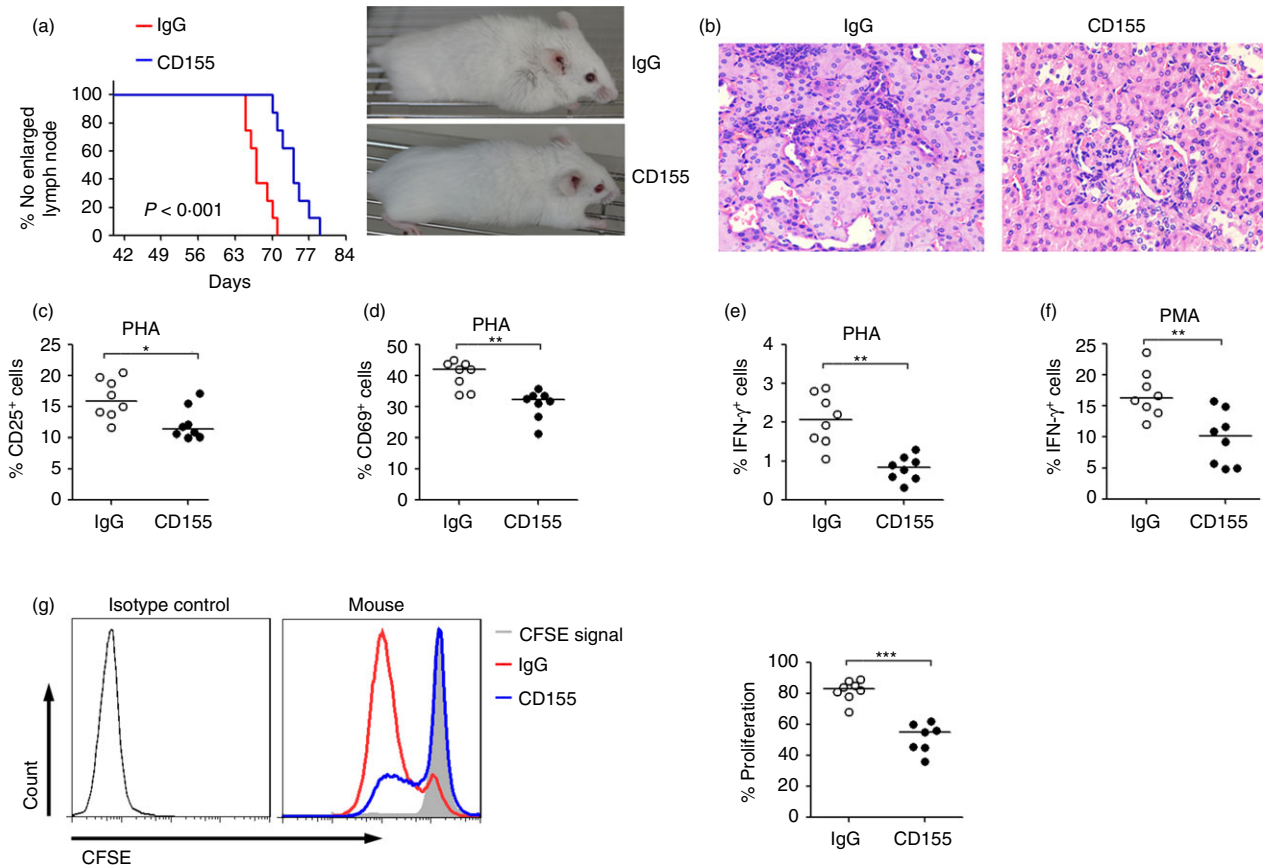 (a)
IgG
CD155
% No enlarged
lymph node
100
80
60
40
20
0
P < 0·001
42 49 56 63 70 77 84
Days
IgG
CD155
(b)
IgG
CD155
(c)
PHA
*
% CD25⁺ cells
25
20
15
10
5
0
IgG CD155
(d)
PHA
**
% CD69⁺ cells
50
40
30
20
10
0
IgG CD155
(e)
PHA
**
% IFN-γ⁺ cells
4
3
2
1
0
IgG CD155
(f)
PMA
**
% IFN-γ⁺ cells
25
20
15
10
5
0
IgG CD155
(g)
Isotype control
Mouse
CFSE signal
IgG
CD155
Count
CFSE
***
% Proliferation
100
80
60
40
20
0
IgG CD155